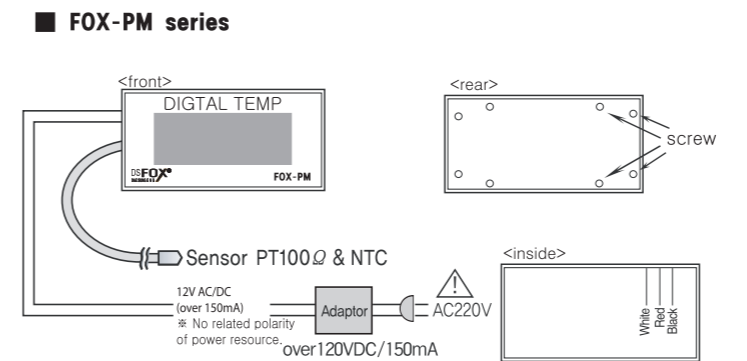 ■ FOX-PM series
<front>
DIGTAL TEMP
DSFOX®
FOX-PM
Sensor PT100Ω & NTC
12V AC/DC
(over 150mA)
※ No related polarity
of power resource.
Adaptor
AC220V
over120VDC/150mA
<rear>
screw
<inside>
White
Red
Black